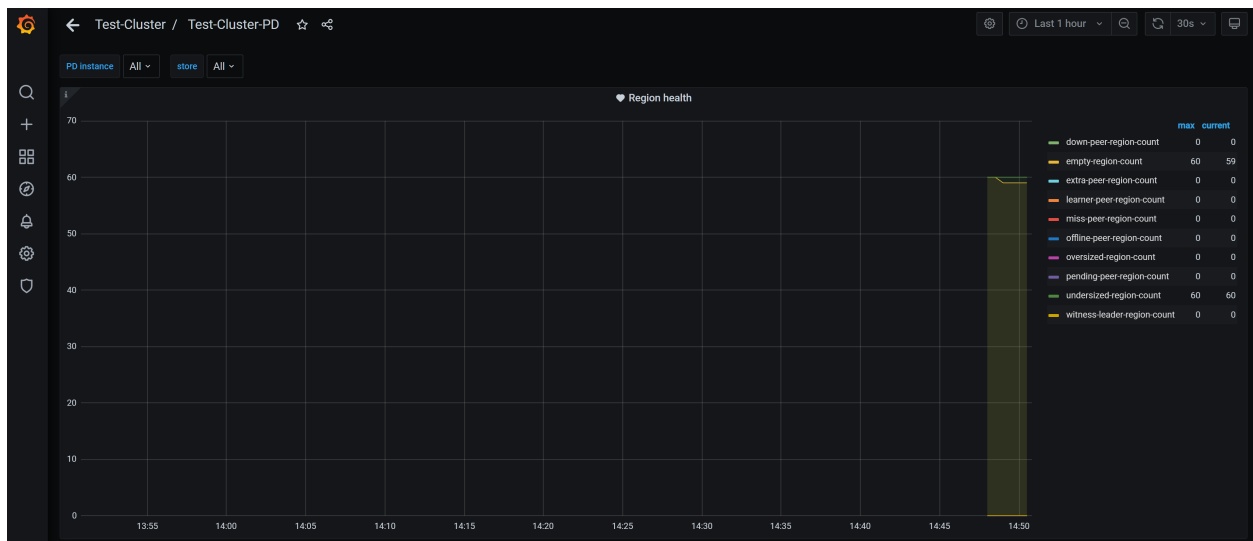 Test-Cluster / Test-Cluster-PD
Last 1 hour
30s
PD instance All store All
i
Region health
70
60
50
40
30
20
10
0
13:55 14:00 14:05 14:10 14:15 14:20 14:25 14:30 14:35 14:40 14:45 14:50
max current
down-peer-region-count 0 0
empty-region-count 60 59
extra-peer-region-count 0 0
learner-peer-region-count 0 0
miss-peer-region-count 0 0
offline-peer-region-count 0 0
oversized-region-count 0 0
pending-peer-region-count 0 0
undersized-region-count 60 60
witness-leader-region-count 0 0